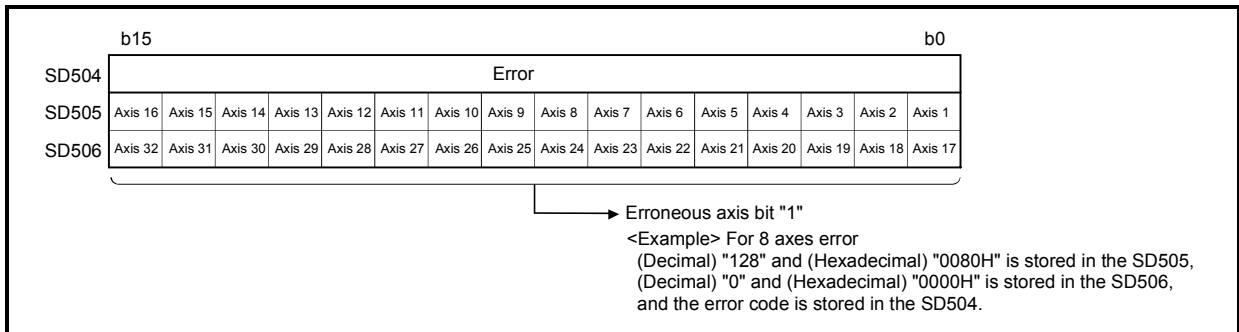 b15 b0
SD504 Error
SD505 Axis 16 Axis 15 Axis 14 Axis 13 Axis 12 Axis 11 Axis 10 Axis 9 Axis 8 Axis 7 Axis 6 Axis 5 Axis 4 Axis 3 Axis 2 Axis 1
SD506 Axis 32 Axis 31 Axis 30 Axis 29 Axis 28 Axis 27 Axis 26 Axis 25 Axis 24 Axis 23 Axis 22 Axis 21 Axis 20 Axis 19 Axis 18 Axis 17
Erroneous axis bit "1"
<Example> For 8 axes error
(Decimal) "128" and (Hexadecimal) "0080H" is stored in the SD505,
(Decimal) "0" and (Hexadecimal) "0000H" is stored in the SD506,
and the error code is stored in the SD504.